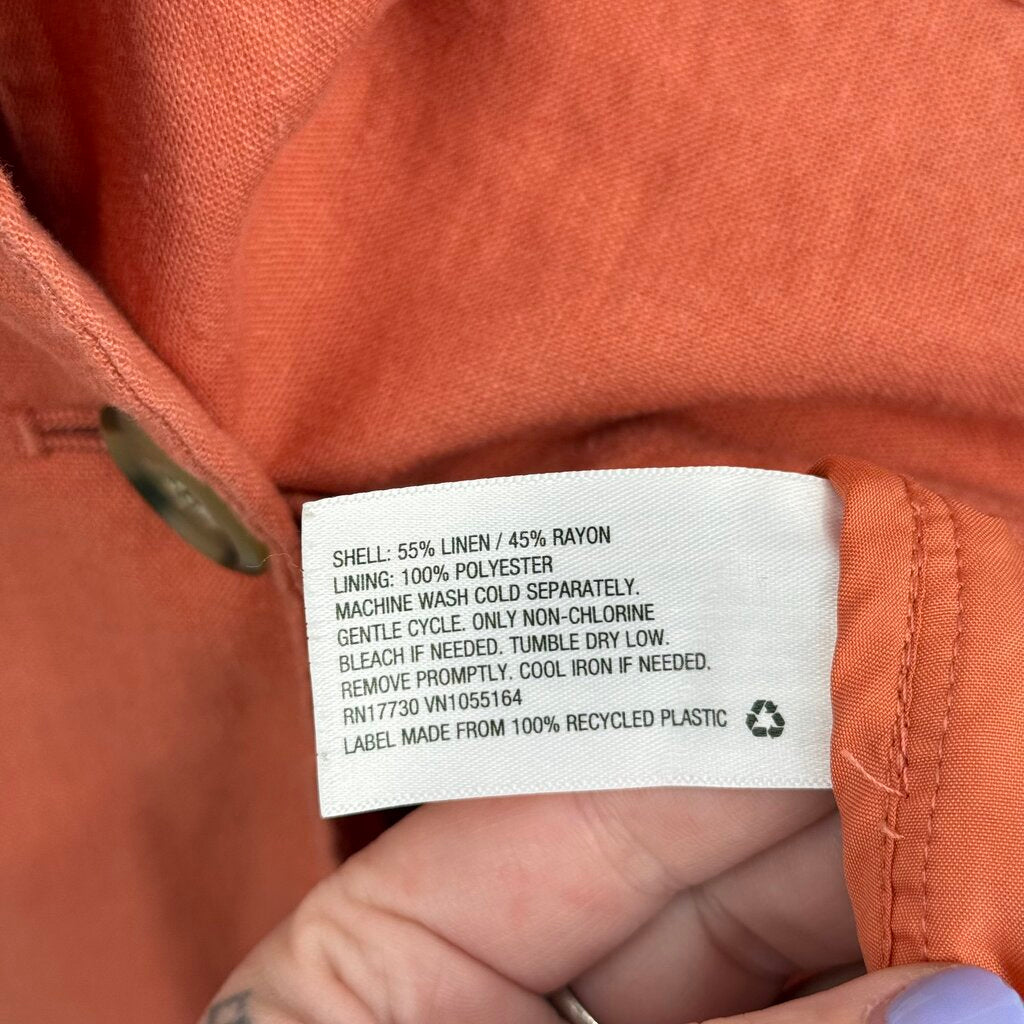 SHELL: 55% LINEN / 45% RAYON
LINING: 100% POLYESTER
MACHINE WASH COLD SEPARATELY.
GENTLE CYCLE. ONLY NON-CHLORINE
BLEACH IF NEEDED. TUMBLE DRY LOW.
REMOVE PROMPTLY. COOL IRON IF NEEDED.
RN17730 VN1055164
LABEL MADE FROM 100% RECYCLED PLASTIC